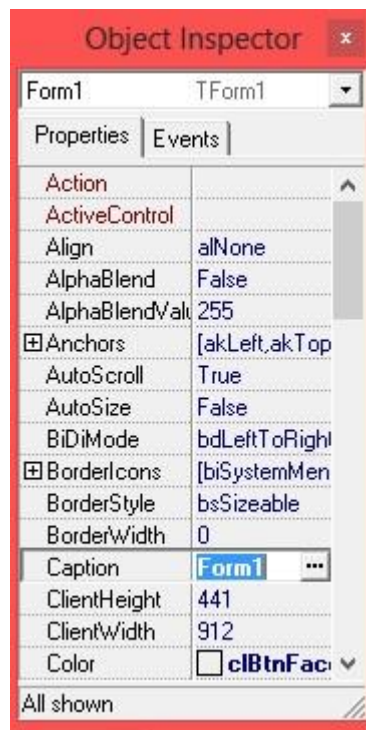 Object Inspector x
Form1 TForm1
Properties Events
Action
ActiveControl
Align alNone
AlphaBlend False
AlphaBlendValu 255
Anchors [akLeft,akTop
AutoScroll True
AutoSize False
BiDiMode bdLeftToRight
BorderIcons [biSystemMen
BorderStyle bsSizeable
BorderWidth 0
Caption Form1 ...
ClientHeight 441
ClientWidth 912
Color clBtnFac
All shown